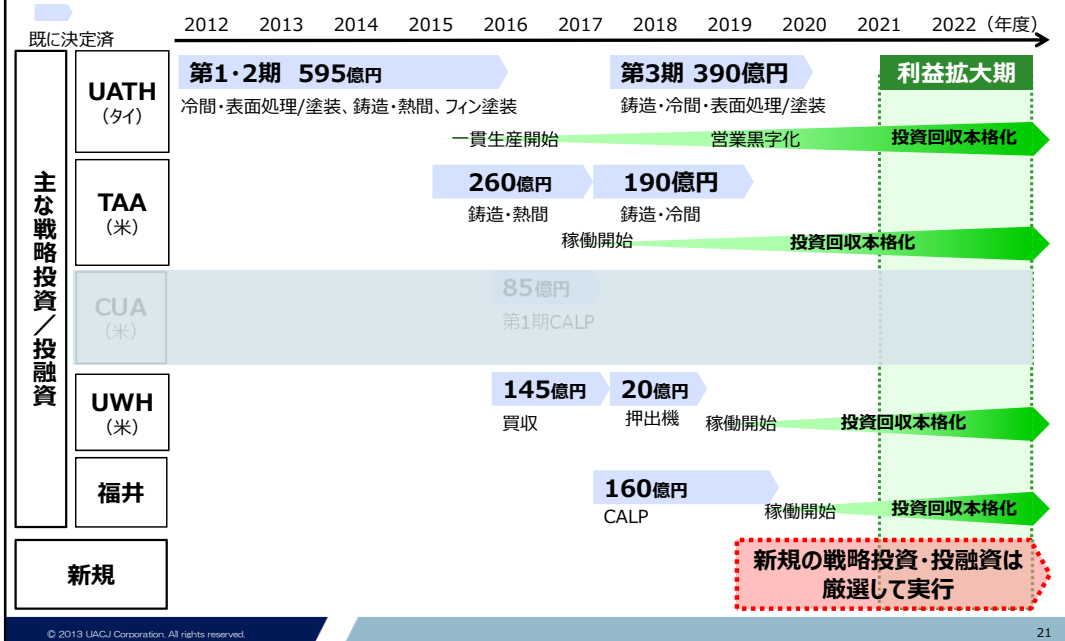 2012 2013 2014 2015 2016 2017 2018 2019 2020 2021 2022（年度）
既に決定済
主な戦略投資／投融資
UATH
（タイ）
第1・2期 595億円
冷間・表面処理/塗装、鋳造・熱間、フィン塗装
第3期 390億円
鋳造・冷間・表面処理/塗装
利益拡大期
一貫生産開始
営業黒字化
投資回収本格化
TAA
（米）
260億円
鋳造・熱間
190億円
鋳造・冷間
稼働開始
投資回収本格化
CUA
（米）
85億円
第1期CALP
UWH
（米）
145億円
買収
20億円
押出機
稼働開始
投資回収本格化
福井
160億円
CALP
稼働開始
投資回収本格化
新規
新規の戦略投資・投融資は
厳選して実行
© 2013 UACJ Corporation. All rights reserved.
21